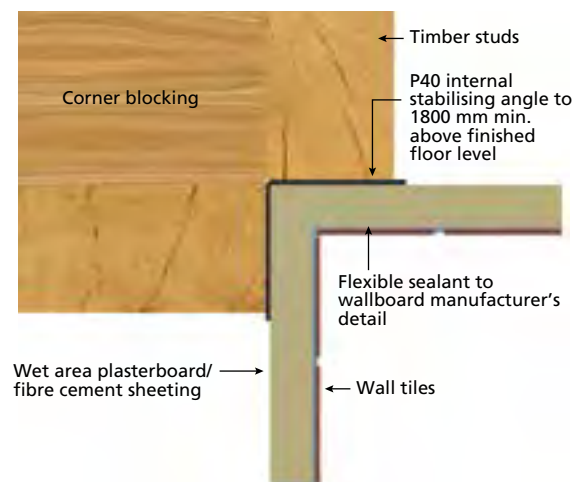 Timber studs
Corner blocking
P40 internal
stabilising angle to
1800 mm min.
above finished
floor level
Flexible sealant to
wallboard manufacturer's
detail
Wet area plasterboard/
fibre cement sheeting
Wall tiles